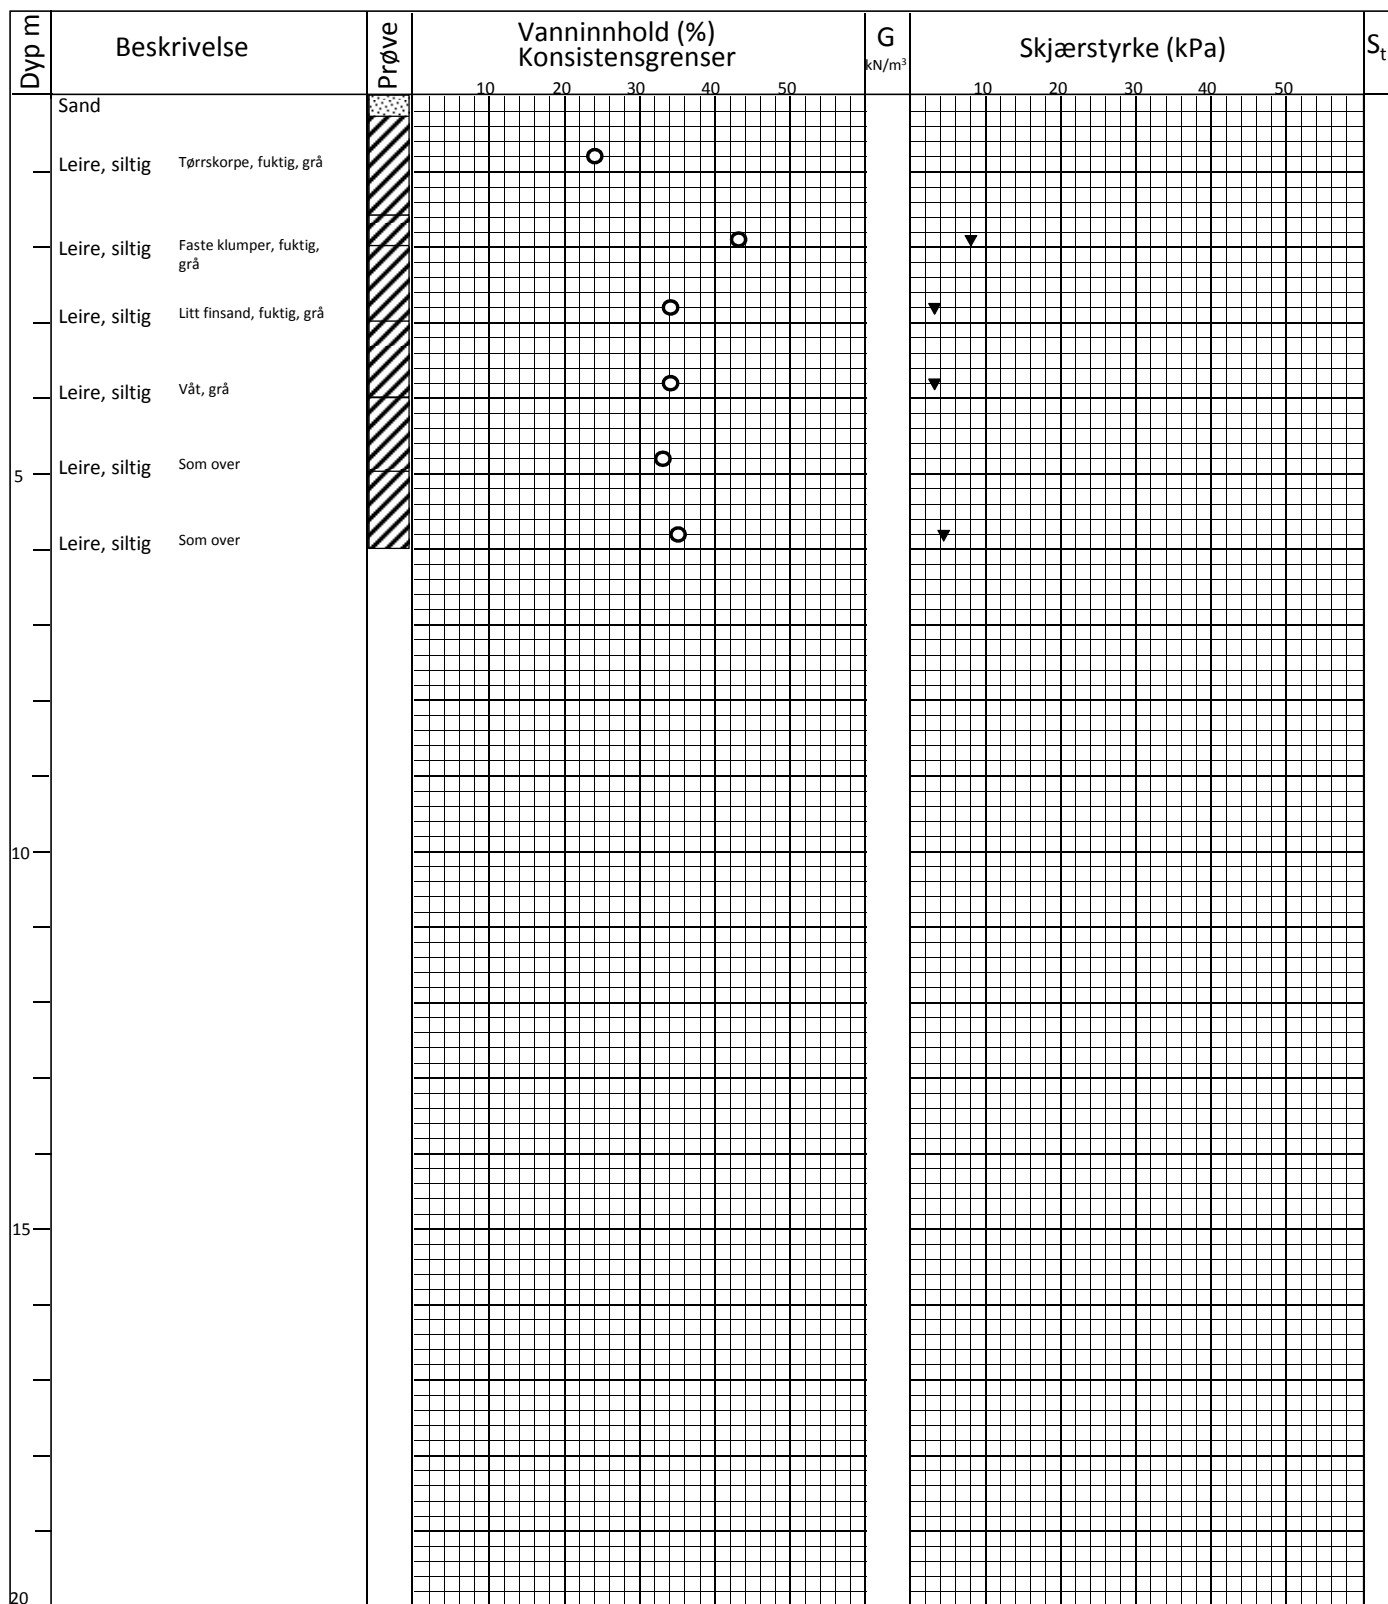 Dyp m
Beskrivelse
Prøve
Vanninnhold (%)
Konsistensgrenser
G
kN/m³
Skjærstyrke (kPa)
St
10 20 30 40 50
10 20 30 40 50
Sand
Leire, siltig Tørrskorpe, fuktig, grå
Leire, siltig Faste klumper, fuktig,
grå
Leire, siltig Litt finsand, fuktig, grå
Leire, siltig Våt, grå
Leire, siltig Som over
5
Leire, siltig Som over
10
15
20